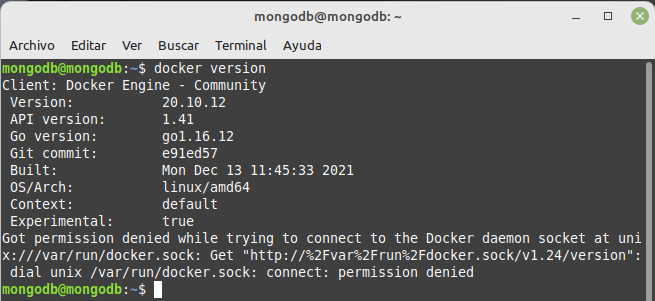 mongodb@mongodb: ~
Archivo Editar Ver Buscar Terminal Ayuda
mongodb@mongodb:~$ docker version
Client: Docker Engine - Community
 Version:           20.10.12
 API version:       1.41
 Go version:        go1.16.12
 Git commit:        e91ed57
 Built:             Mon Dec 13 11:45:33 2021
 OS/Arch:           linux/amd64
 Context:           default
 Experimental:      true
Got permission denied while trying to connect to the Docker daemon socket at uni
x:///var/run/docker.sock: Get "http://%2Fvar%2Frun%2Fdocker.sock/v1.24/version":
 dial unix /var/run/docker.sock: connect: permission denied
mongodb@mongodb:~$